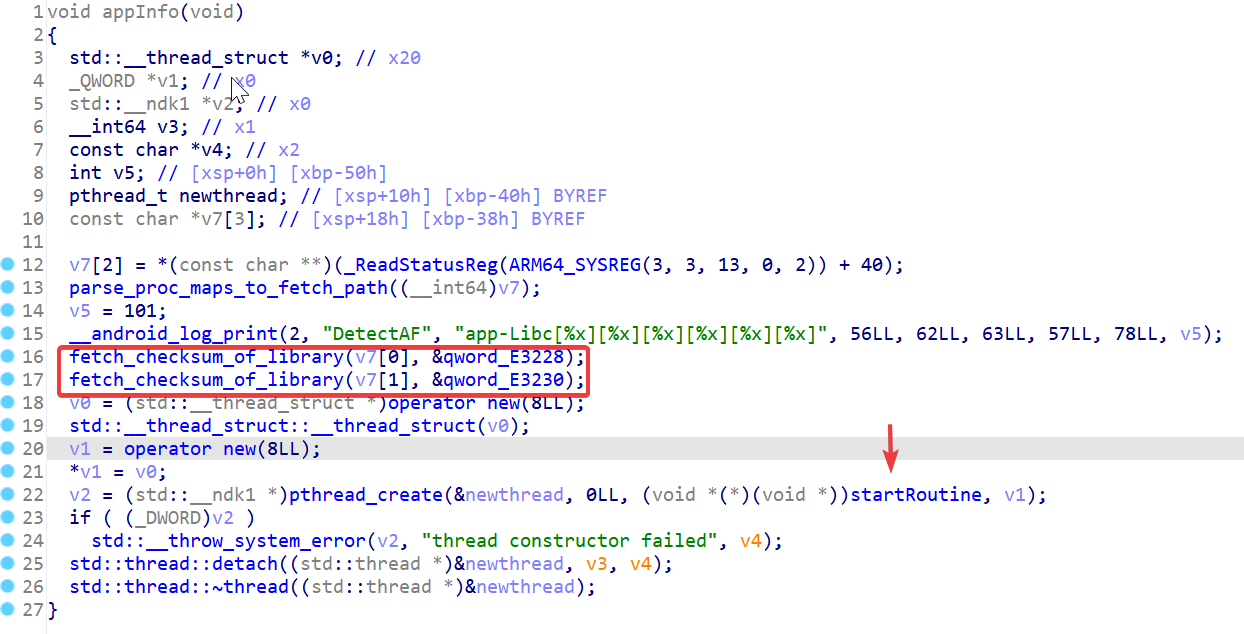 1 void appInfo(void)
2 {
3 std::__thread_struct *v0; // x20
4 _QWORD *v1; // x0
5 std::__ndk1 *v2; // x0
6 __int64 v3; // x1
7 const char *v4; // x2
8 int v5; // [xsp+0h] [xbp-50h]
9 pthread_t newthread; // [xsp+10h] [xbp-40h] BYREF
10 const char *v7[3]; // [xsp+18h] [xbp-38h] BYREF
11
12 v7[2] = *(const char **)(_ReadStatusReg(ARM64_SYSREG(3, 3, 13, 0, 2)) + 40);
13 parse_proc_maps_to_fetch_path((__int64)v7);
14 v5 = 101;
15 __android_log_print(2, "DetectAF", "app-Libc[%x][%x][%x][%x][%x][%x]", 56LL, 62LL, 63LL, 57LL, 78LL, v5);
16 fetch_checksum_of_library(v7[0], &qword_E3228);
17 fetch_checksum_of_library(v7[1], &qword_E3230);
18 v0 = (std::__thread_struct *)operator new(8LL);
19 std::__thread_struct::__thread_struct(v0);
20 v1 = operator new(8LL);
21 *v1 = v0;
22 v2 = (std::__ndk1 *)pthread_create(&newthread, 0LL, (void *(*)(void *))startRoutine, v1);
23 if ( (_DWORD)v2 )
24 std::__throw_system_error(v2, "thread constructor failed", v4);
25 std::thread::detach((std::thread *)&newthread, v3, v4);
26 std::thread::~thread((std::thread *)&newthread);
27 }